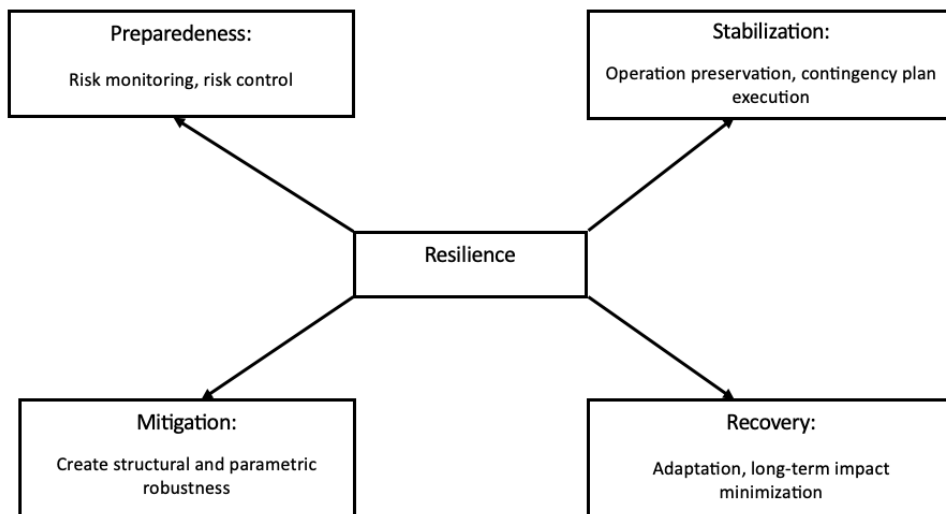 Preparedeness:
Risk monitoring, risk control
Stabilization:
Operation preservation, contingency plan
execution
Resilience
Mitigation:
Create structural and parametric
robustness
Recovery:
Adaptation, long-term impact
minimization